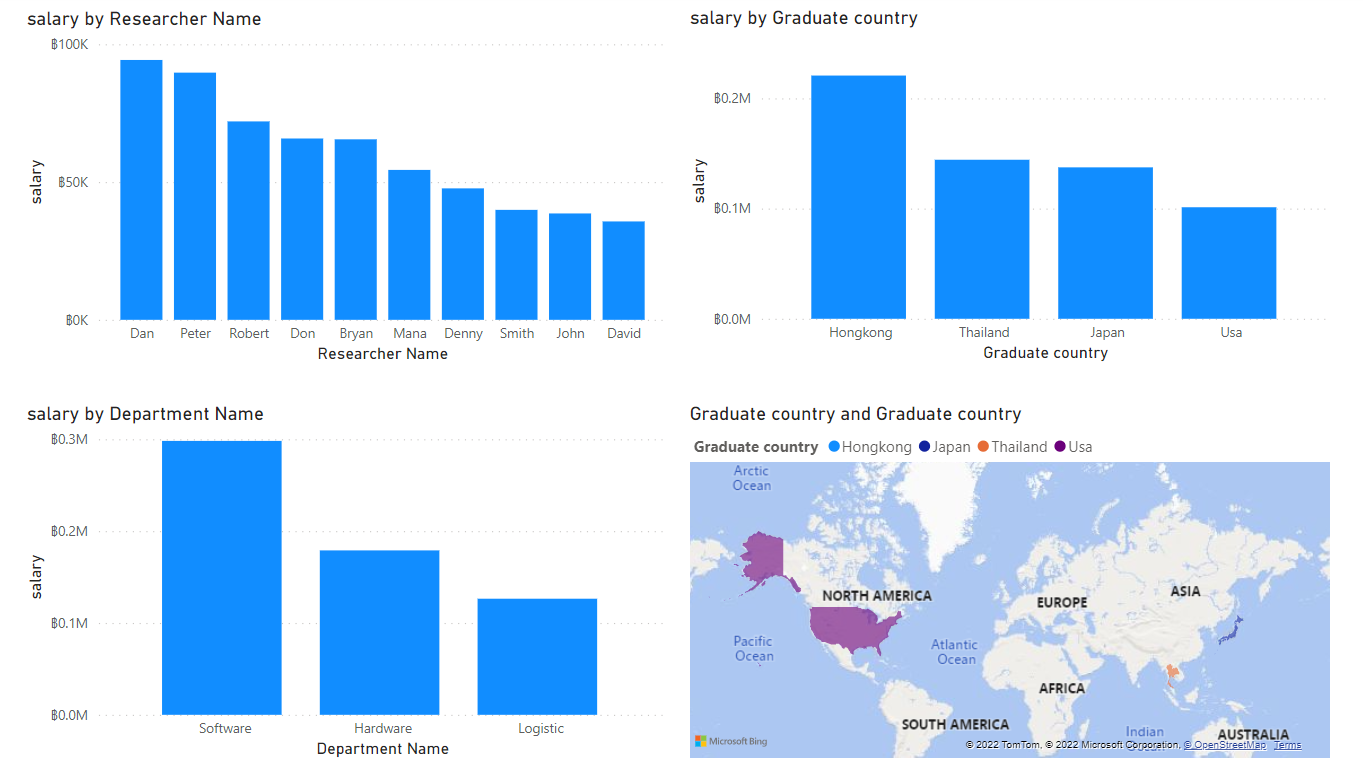 salary by Researcher Name
฿100K
฿50K
฿0K
salary
Dan Peter Robert Don Bryan Mana Denny Smith John David
Researcher Name
salary by Graduate country
฿0.2M
฿0.1M
฿0.0M
salary
Hongkong Thailand Japan Usa
Graduate country
salary by Department Name
฿0.3M
฿0.2M
฿0.1M
฿0.0M
salary
Software Hardware Logistic
Department Name
Graduate country and Graduate country
Graduate country Hongkong Japan Thailand Usa
Arctic
Ocean
NORTH AMERICA
EUROPE
ASIA
Pacific
Ocean
Atlantic
Ocean
AFRICA
SOUTH AMERICA
Indian
Ocean
AUSTRALIA
Microsoft Bing
© 2022 TomTom, © 2022 Microsoft Corporation, © OpenStreetMap Terms